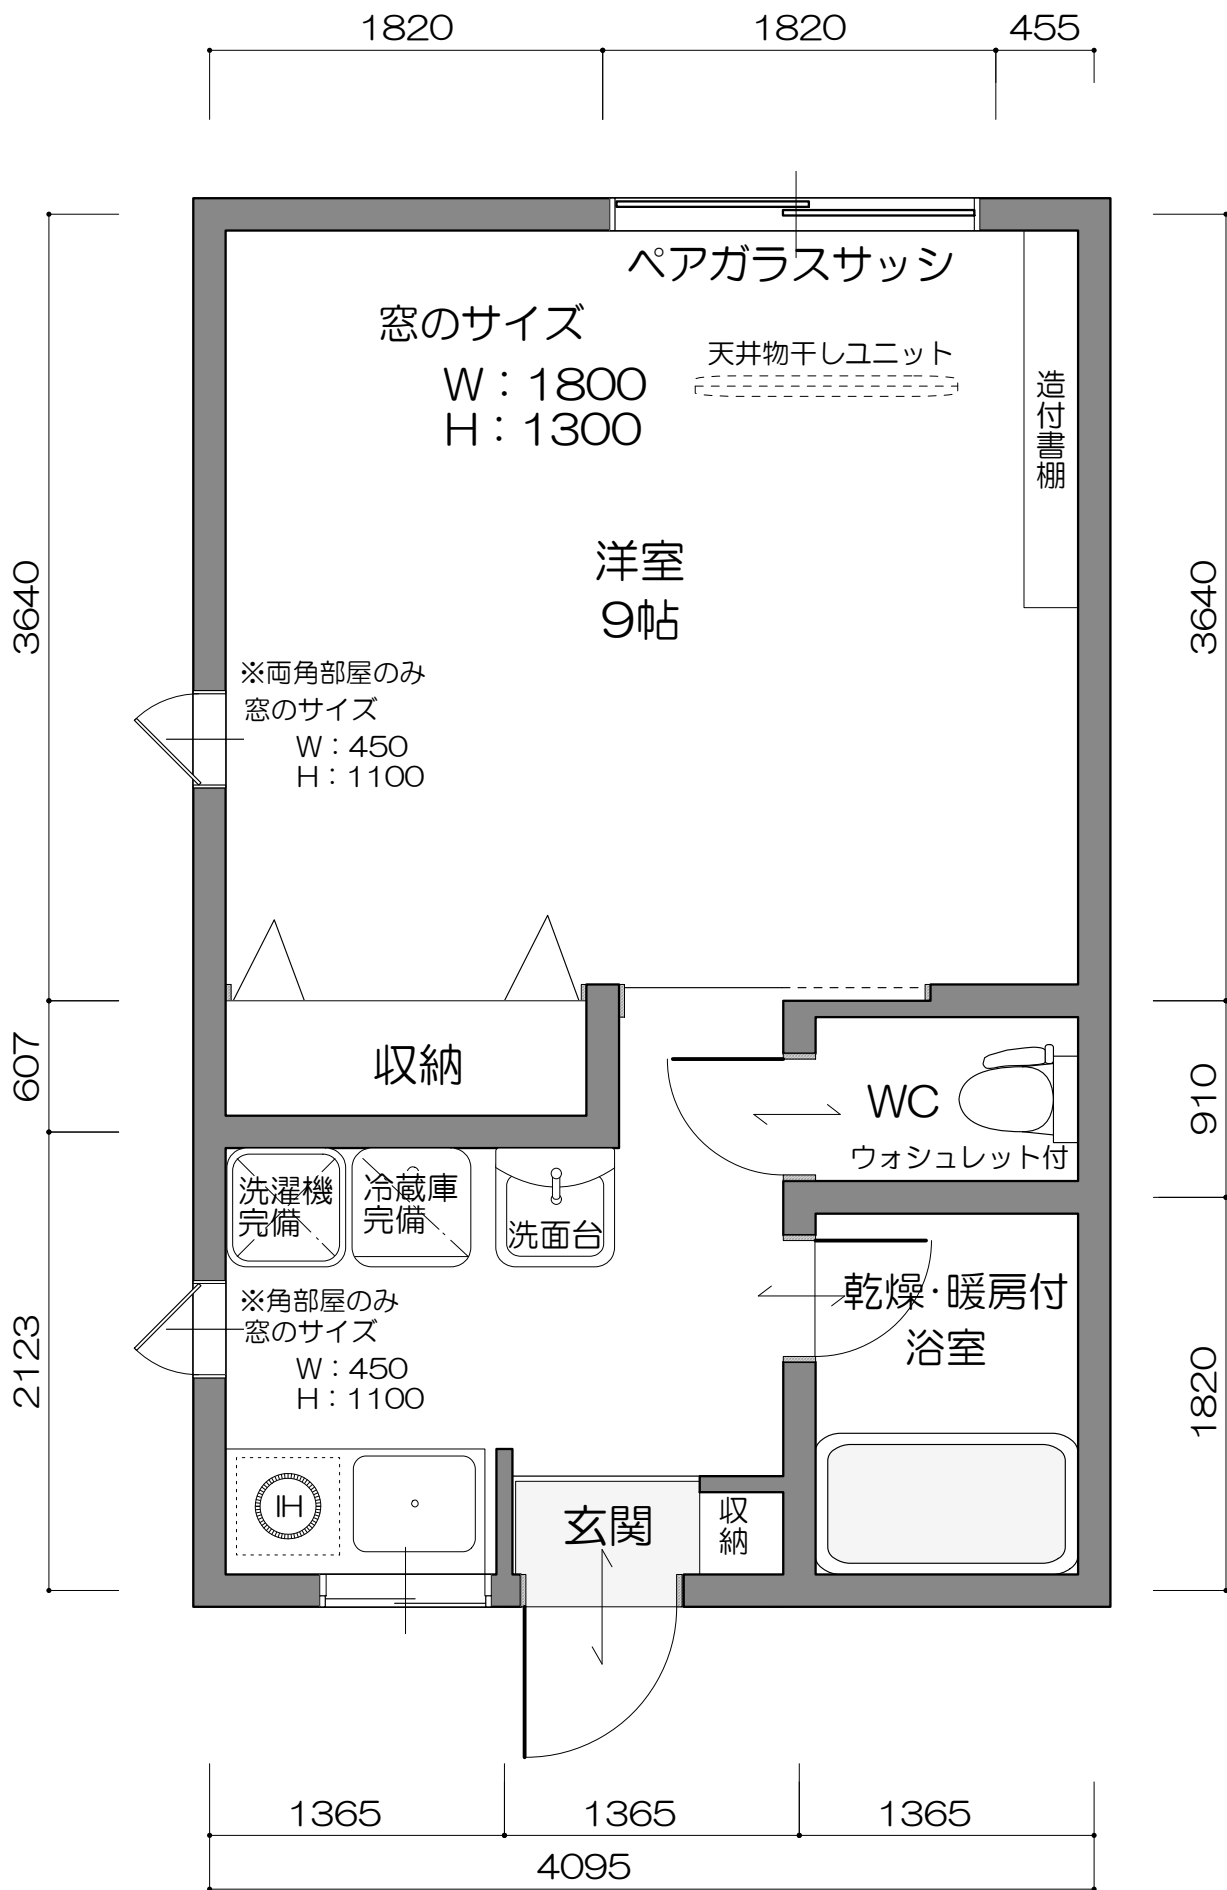 1820
1820
455
ペアガラスサッシ
窓のサイズ
W：1800
H：1300
天井物干しユニット
造付書棚
洋室
9帖
3640
3640
※両角部屋のみ
窓のサイズ
W：450
H：1100
607
収納
WC
ウォシュレット付
910
洗濯機
完備
冷蔵庫
完備
洗面台
2123
※角部屋のみ
窓のサイズ
W：450
H：1100
乾燥・暖房付
浴室
1820
IH
玄関
収納
1365
1365
1365
4095